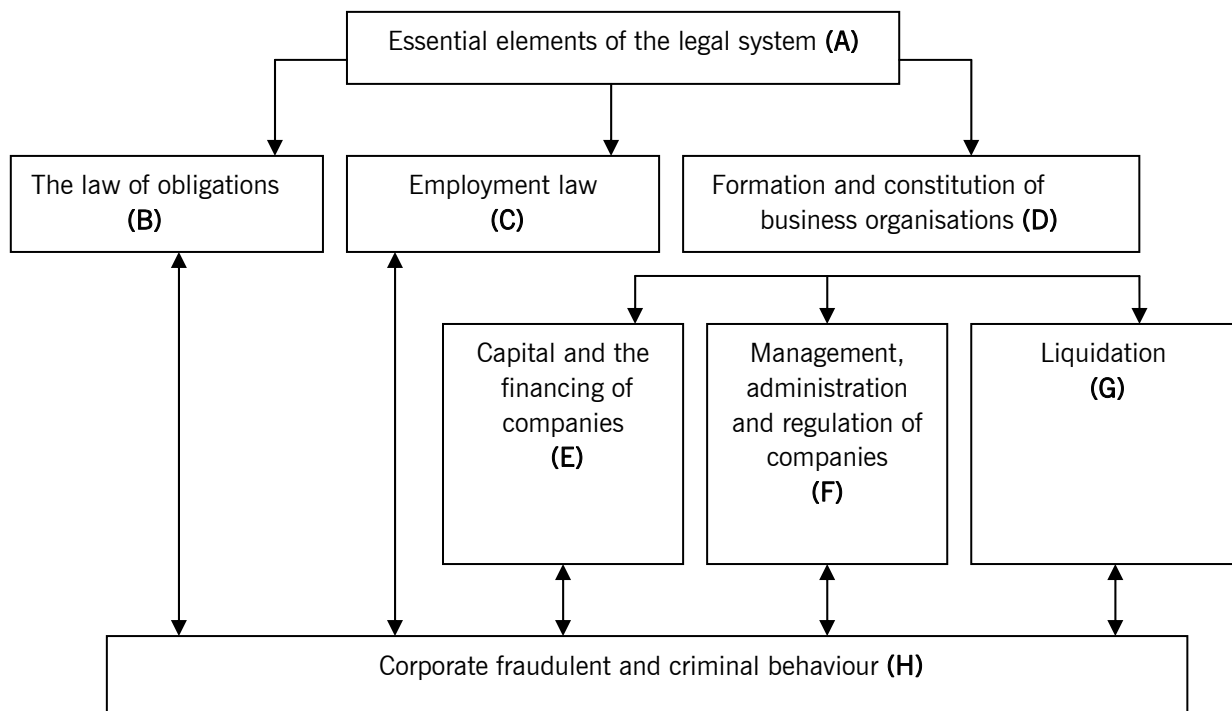 Essential elements of the legal system (A)
The law of obligations
(B)
Employment law
(C)
Formation and constitution of
business organisations (D)
Capital and the
financing of
companies
(E)
Management,
administration
and regulation of
companies
(F)
Liquidation
(G)
Corporate fraudulent and criminal behaviour (H)